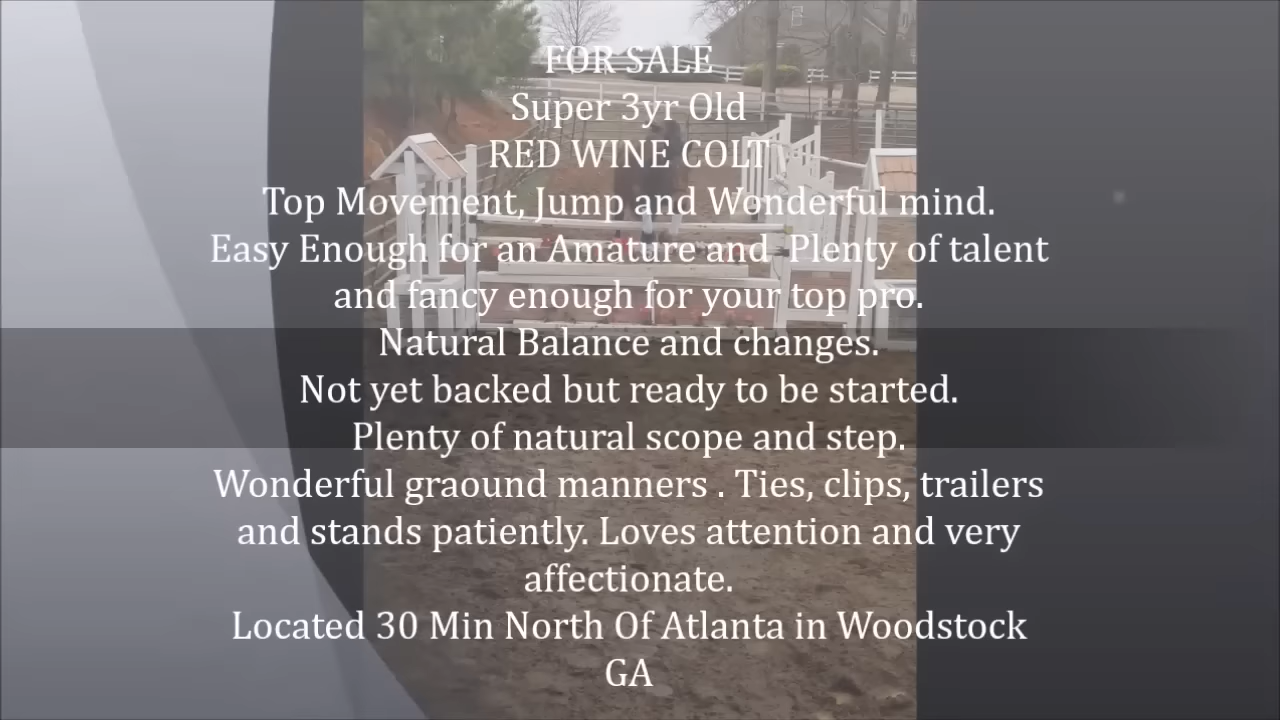 FOR SALE
Super 3yr Old
RED WINE COLT
Top Movement, Jump and Wonderful mind.
Easy Enough for an Amature and  Plenty of talent
and fancy enough for your top pro.
Natural Balance and changes.
Not yet backed but ready to be started.
Plenty of natural scope and step.
Wonderful graound manners . Ties, clips, trailers
and stands patiently. Loves attention and very
affectionate.
Located 30 Min North Of Atlanta in Woodstock
GA